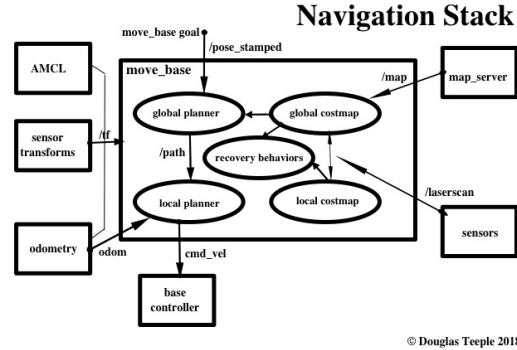 Navigation Stack
move_base goal
/pose_stamped
AMCL
move_base
/map
map_server
global planner
global costmap
sensor
transforms
/tf
/path
recovery behaviors
/laserscan
local planner
local costmap
sensors
odometry
odom
cmd_vel
base
controller
© Douglas Teeple 2018